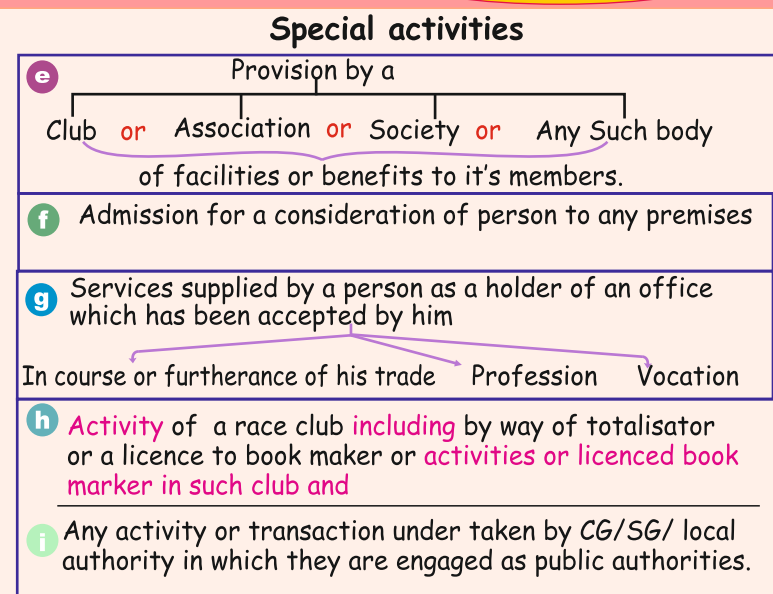 Special activities
e
Provision by a
Club or Association or Society or Any Such body
of facilities or benefits to it's members.
f Admission for a consideration of person to any premises
g Services supplied by a person as a holder of an office
which has been accepted by him
In course or furtherance of his trade Profession Vocation
h Activity of a race club including by way of totalisator
or a licence to book maker or activities or licenced book
marker in such club and
i Any activity or transaction under taken by CG/SG/ local
authority in which they are engaged as public authorities.